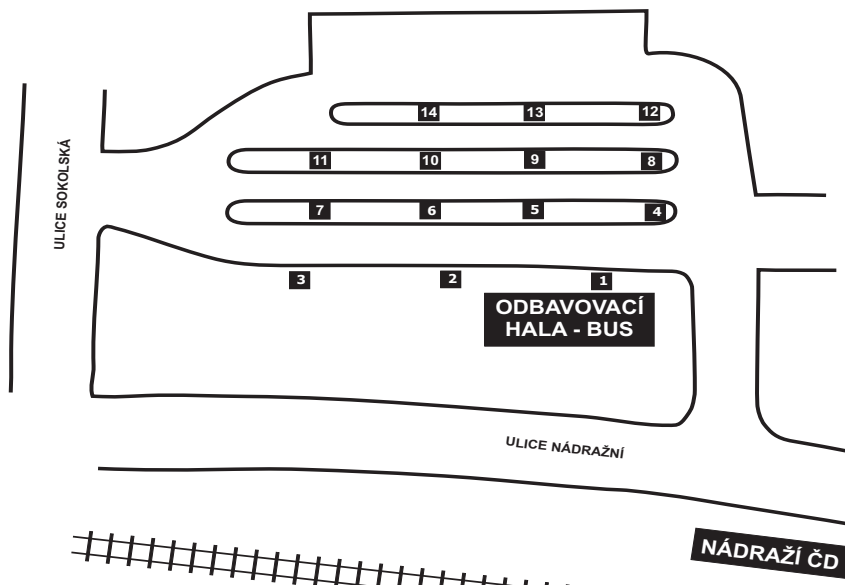 14 13 12
11 10 9 8
7 6 5 4
3 2 1
ULICE SOKOLSKÁ
ODBAVOVACÍ
HALA - BUS
ULICE NÁDRAŽNÍ
NÁDRAŽÍ ČD